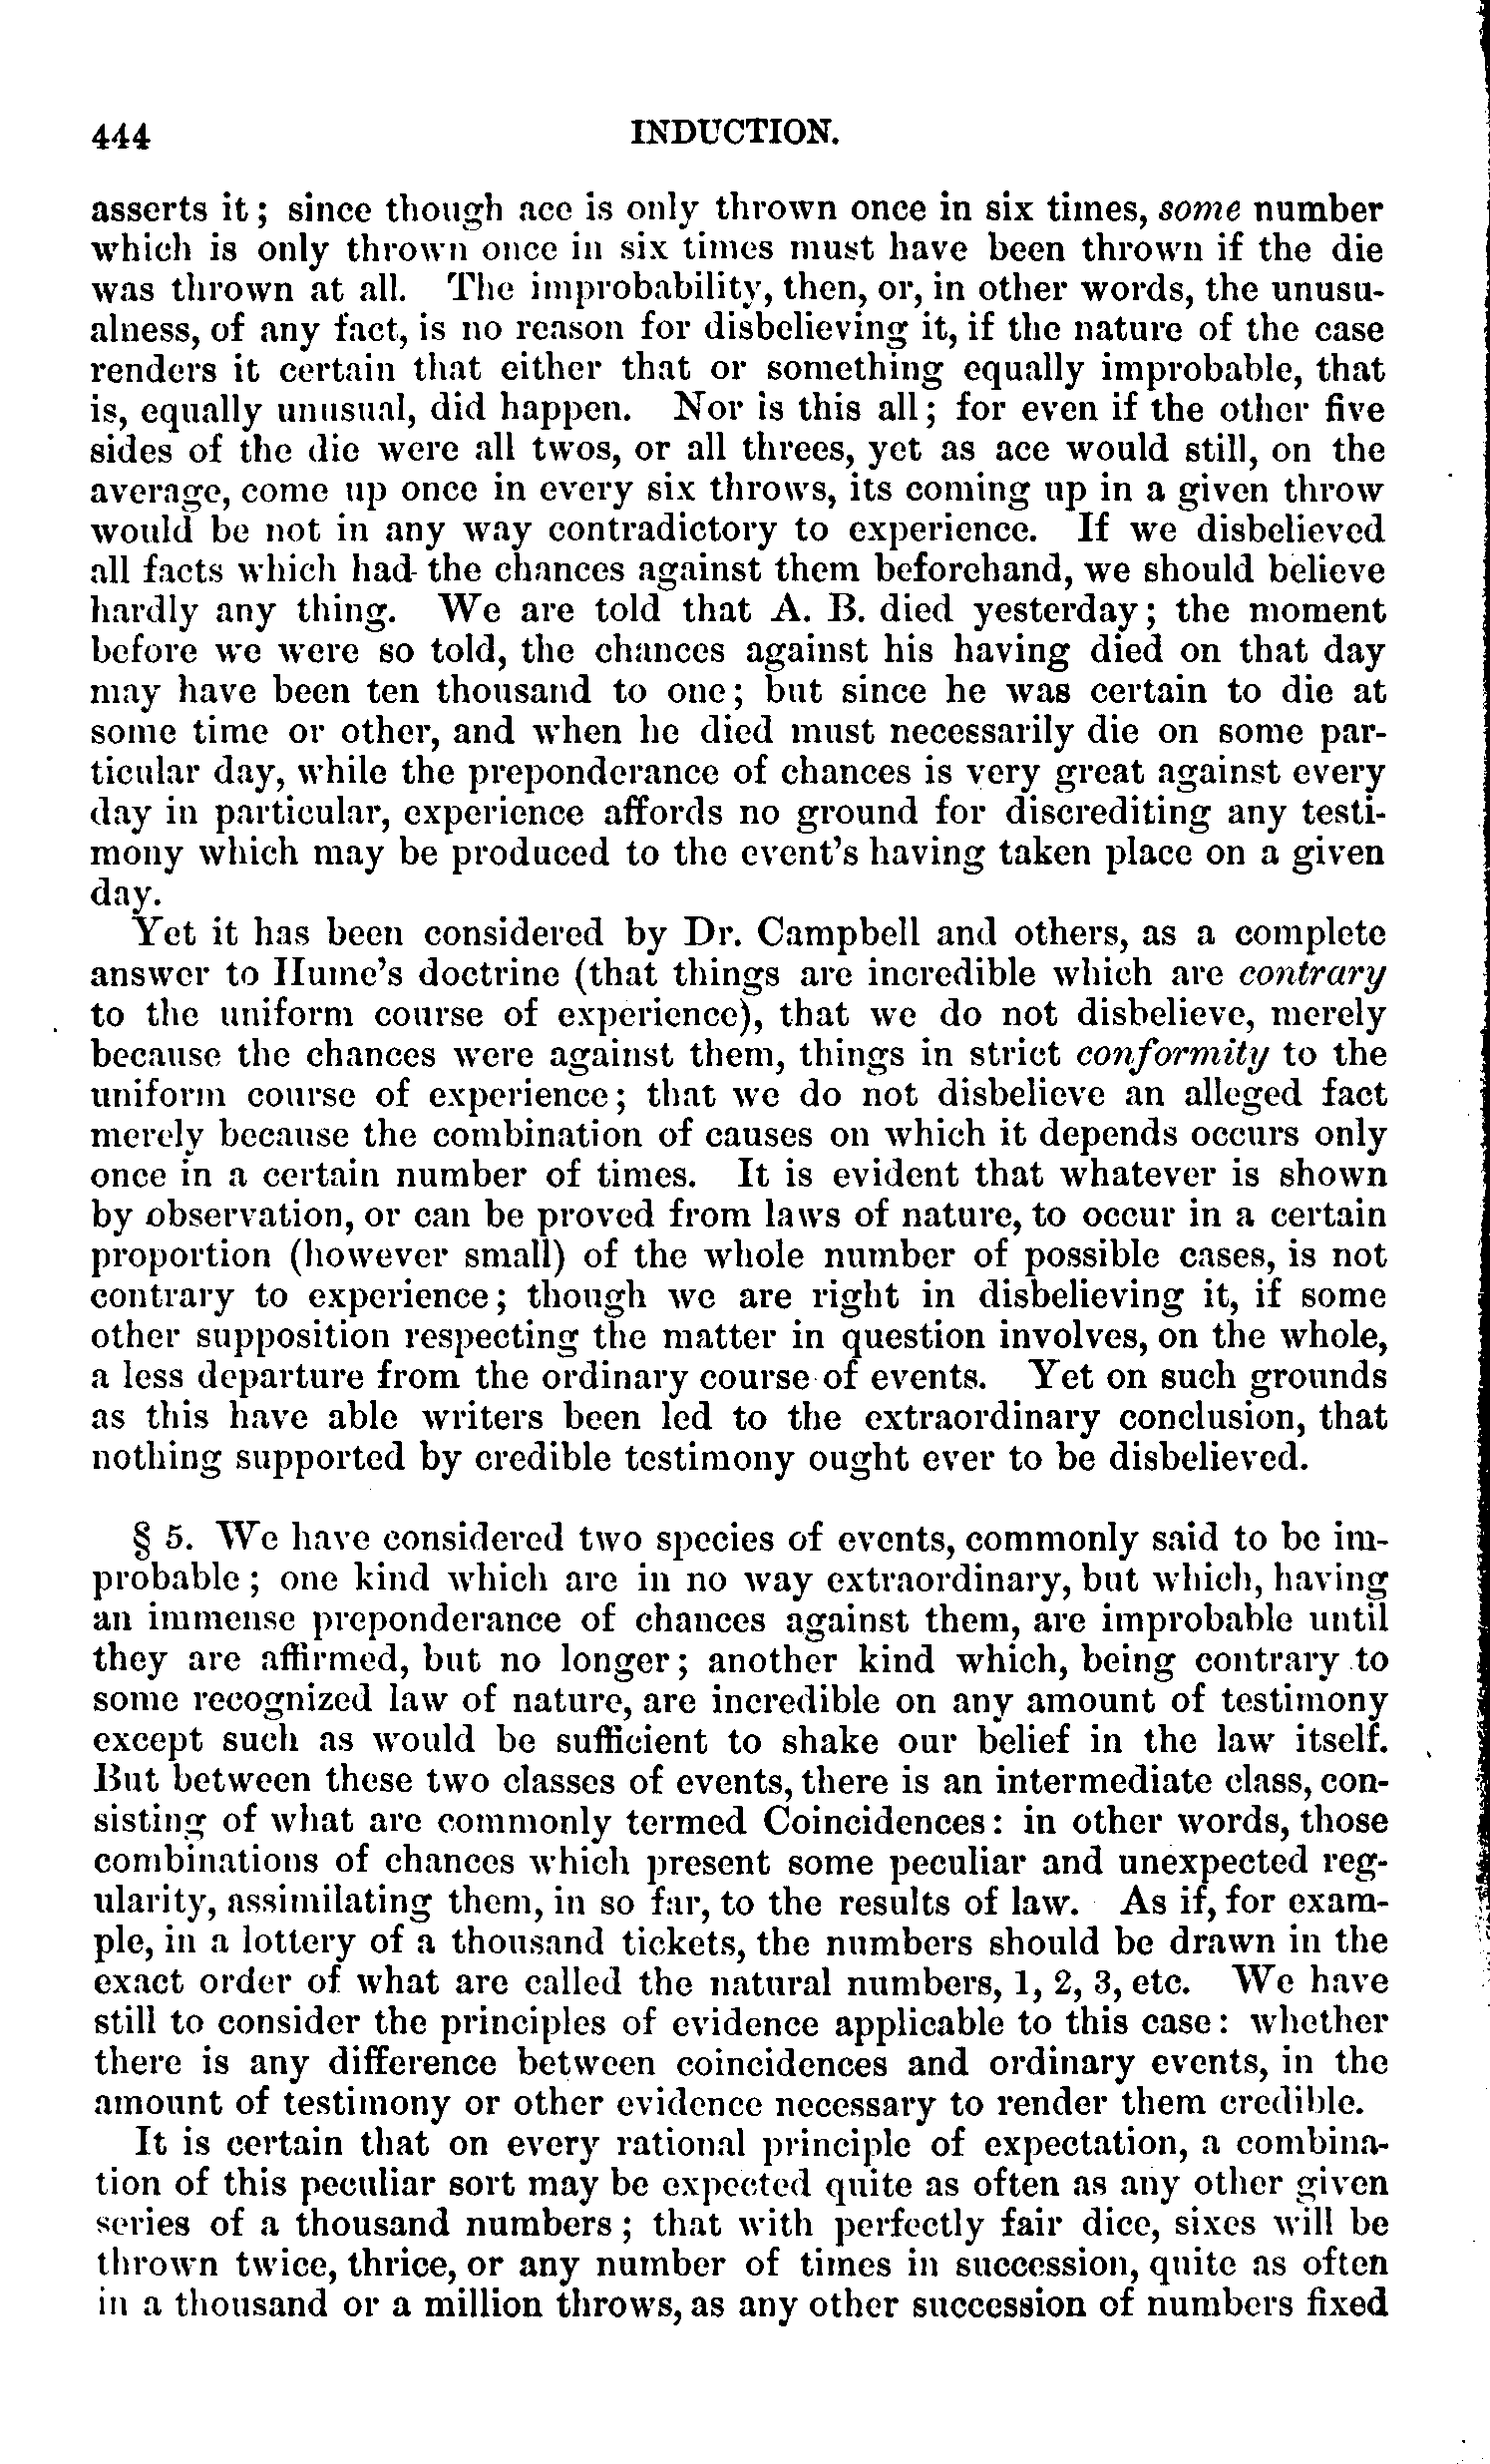 444 INDUCTION.
asserts it; since though ace is only thrown once in six times, some number
which is only thrown once in six times must have been thrown if the die
was thrown at all. The improbability, then, or, in other words, the unusu-
alness, of any fact, is no reason for disbelieving it, if the nature of the case
renders it certain that either that or something equally improbable, that
is, equally unusual, did happen. Nor is this all; for even if the other five
sides of the die were all twos, or all threes, yet as ace would still, on the
average, come up once in every six throws, its coming up in a given throw
would be not in any way contradictory to experience. If we disbelieved
all facts which had the chances against them beforehand, we should believe
hardly any thing. We are told that A. B. died yesterday; the moment
before we were so told, the chances against his having died on that day
may have been ten thousand to one; but since he was certain to die at
some time or other, and when he died must necessarily die on some par-
ticular day, while the preponderance of chances is very great against every
day in particular, experience affords no ground for discrediting any testi-
mony which may be produced to the event's having taken place on a given
day.
Yet it has been considered by Dr. Campbell and others, as a complete
answer to Hume's doctrine (that things are incredible which are contrary
to the uniform course of experience), that we do not disbelieve, merely
because the chances were against them, things in strict conformity to the
uniform course of experience; that we do not disbelieve an alleged fact
merely because the combination of causes on which it depends occurs only
once in a certain number of times. It is evident that whatever is shown
by observation, or can be proved from laws of nature, to occur in a certain
proportion (however small) of the whole number of possible cases, is not
contrary to experience; though we are right in disbelieving it, if some
other supposition respecting the matter in question involves, on the whole,
a less departure from the ordinary course of events. Yet on such grounds
as this have able writers been led to the extraordinary conclusion, that
nothing supported by credible testimony ought ever to be disbelieved.
§ 5. We have considered two species of events, commonly said to be im-
probable; one kind which are in no way extraordinary, but which, having
an immense preponderance of chances against them, are improbable until
they are affirmed, but no longer; another kind which, being contrary to
some recognized law of nature, are incredible on any amount of testimony
except such as would be sufficient to shake our belief in the law itself.
But between these two classes of events, there is an intermediate class, con-
sisting of what are commonly termed Coincidences: in other words, those
combinations of chances which present some peculiar and unexpected reg-
ularity, assimilating them, in so far, to the results of law. As if, for exam-
ple, in a lottery of a thousand tickets, the numbers should be drawn in the
exact order of what are called the natural numbers, 1, 2, 3, etc. We have
still to consider the principles of evidence applicable to this case: whether
there is any difference between coincidences and ordinary events, in the
amount of testimony or other evidence necessary to render them credible.
It is certain that on every rational principle of expectation, a combina-
tion of this peculiar sort may be expected quite as often as any other given
series of a thousand numbers; that with perfectly fair dice, sixes will be
thrown twice, thrice, or any number of times in succession, quite as often
in a thousand or a million throws, as any other succession of numbers fixed